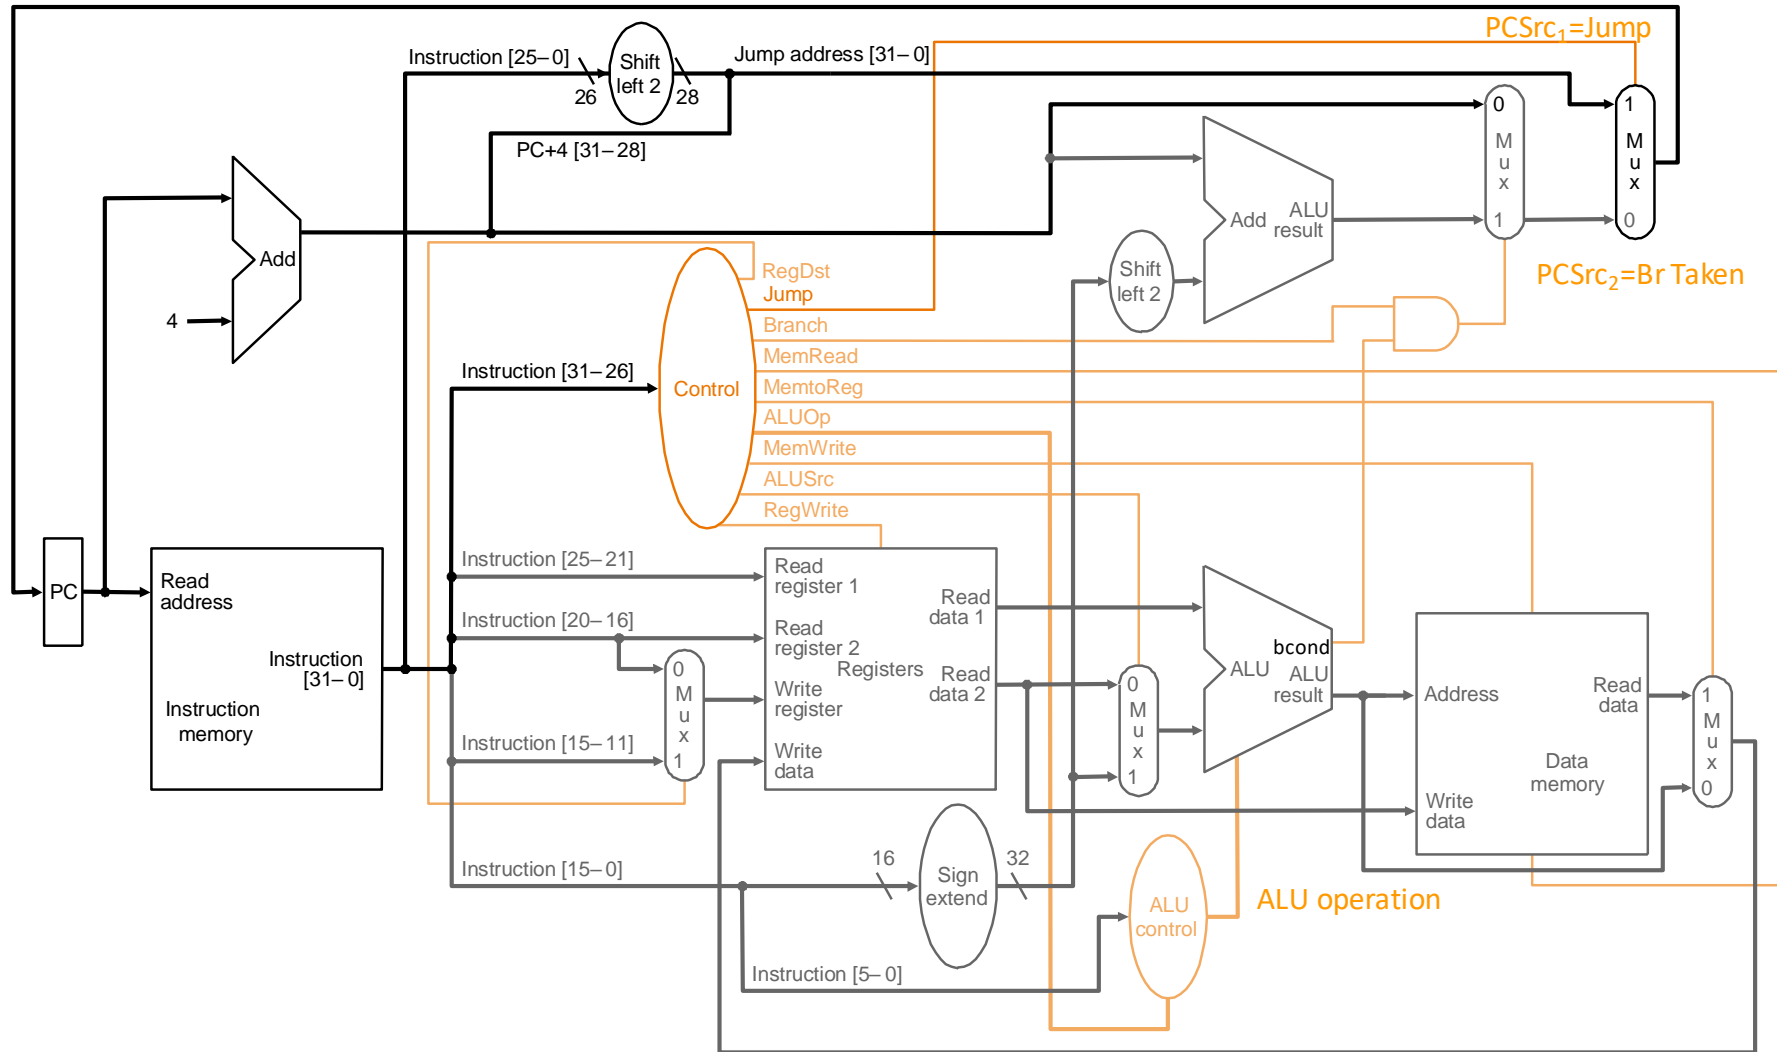 PCSrc1=Jump
Instruction [25–0]
Shift
left 2
Jump address [31–0]
26
28
0
M
u
x
1
1
M
u
x
0
PC+4 [31–28]
Add
ALU
result
Add
4
Shift
left 2
PCSrc2=Br Taken
RegDst
Jump
Branch
MemRead
MemtoReg
ALUOp
MemWrite
ALUSrc
RegWrite
Instruction [31–26]
Control
PC
Read
address
Instruction
[31–0]
Instruction
memory
Instruction [25–21]
Instruction [20–16]
Instruction [15–11]
Instruction [15–0]
Instruction [5–0]
0
M
u
x
1
Read
register 1
Read
register 2
Write
register
Write
data
Registers
Read
data 1
Read
data 2
0
M
u
x
1
bcond
ALU
ALU
result
Address
Read
data
Data
memory
Write
data
1
M
u
x
0
16
Sign
extend
32
ALU
control
ALU operation